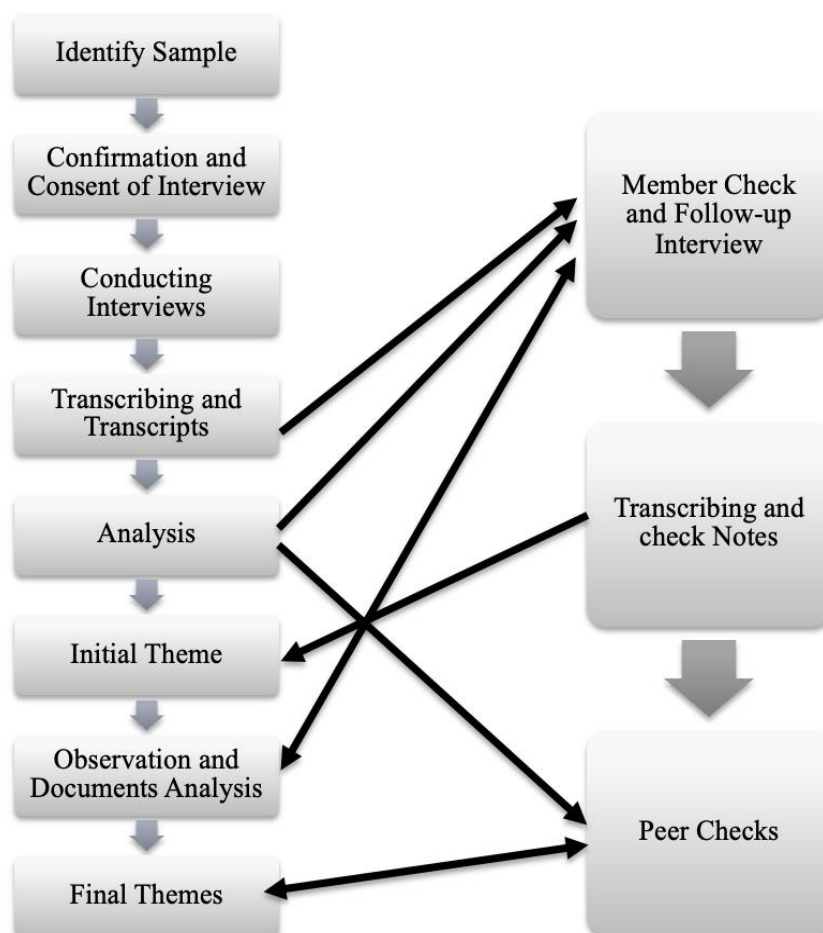 Identify Sample
Confirmation and
Consent of Interview
Conducting
Interviews
Transcribing and
Transcripts
Analysis
Initial Theme
Observation and
Documents Analysis
Final Themes
Member Check
and Follow-up
Interview
Transcribing and
check Notes
Peer Checks